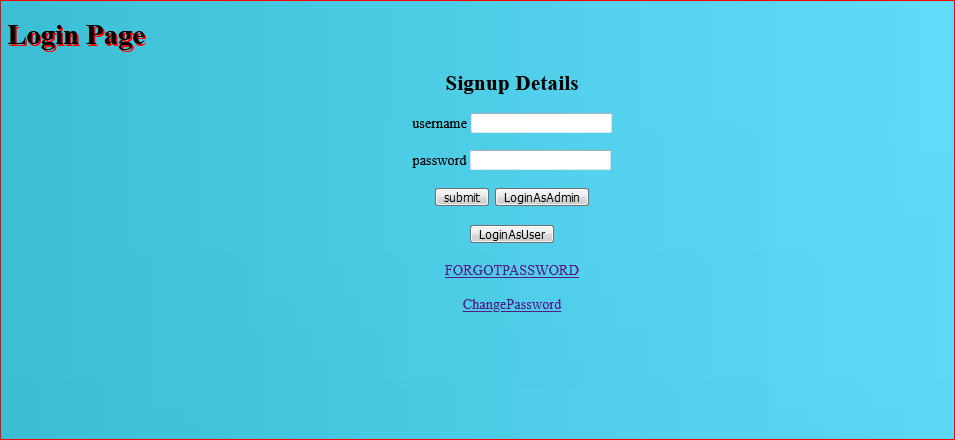 Login Page
Signup Details
username
password
submit LoginAsAdmin
LoginAsUser
FORGOTPASSWORD
ChangePassword